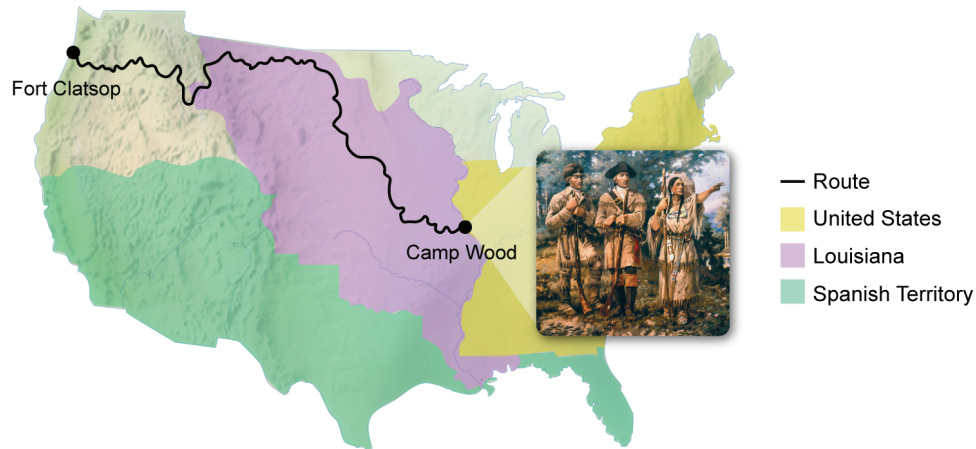 Fort Clatsop
Camp Wood
Route
United States
Louisiana
Spanish Territory